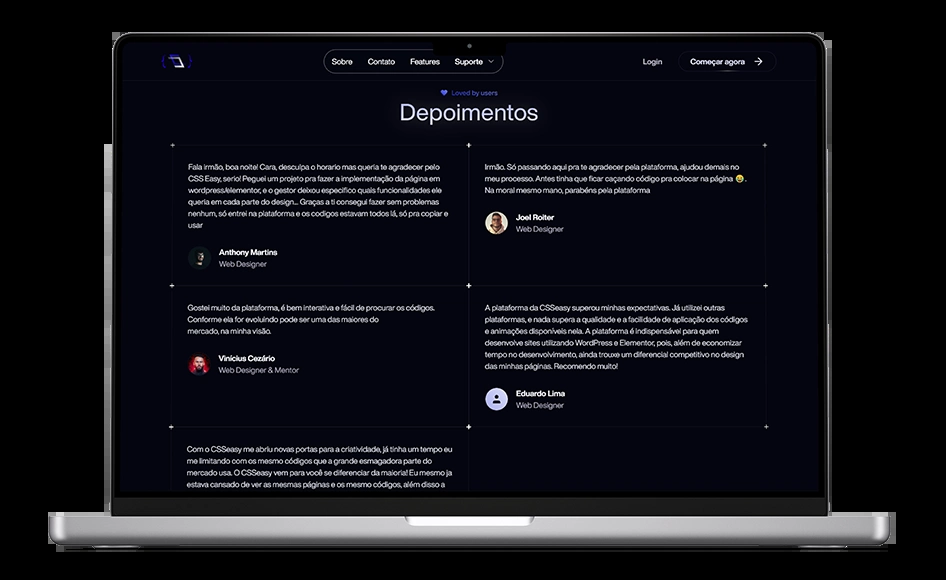 Sobre Contato Features Suporte Login Começar agora
Loved by users
Depoimentos
Fala irmão, boa noite! Cara, desculpa o horario mas queria te agradecer pelo
CSS Easy, serio! Peguei um projeto pra fazer a implementação da página em
wordpress/elementor, e o gestor deixou especifico quais funcionalidades ele
queria em cada parte do design... Graças a ti consegui fazer sem problemas
nenhum, só entrei na plataforma e os codigos estavam todos lá, só pra copiar e
usar
Anthony Martins
Web Designer
Irmão. Só passando aqui pra te agradecer pela plataforma, ajudou demais no
meu processo. Antes tinha que ficar caçando código pra colocar na página 😅.
Na moral mesmo mano, parabéns pela plataforma
Joel Roiter
Web Designer
Gostei muito da plataforma, é bem interativa e fácil de procurar os códigos.
Conforme ela for evoluindo pode ser uma das maiores do
mercado, na minha visão.
Vinícius Cezário
Web Designer & Mentor
A plataforma da CSSeasy superou minhas expectativas. Já utilizei outras
plataformas, e nada supera a qualidade e a facilidade de aplicação dos códigos
e animações disponíveis nela. A plataforma é indispensável para quem
desenvolve sites utilizando WordPress e Elementor, pois, além de economizar
tempo no desenvolvimento, ainda trouxe um diferencial competitivo no design
das minhas páginas. Recomendo muito!
Eduardo Lima
Web Designer
Com o CSSeasy me abriu novas portas para a criatividade, já tinha um tempo eu
me limitando com os mesmo códigos que a grande esmagadora parte do
mercado usa. O CSSeasy vem para você se diferenciar da maioria! Eu mesmo ja
estava cansado de ver as mesmas páginas e os mesmo códigos, além disso a